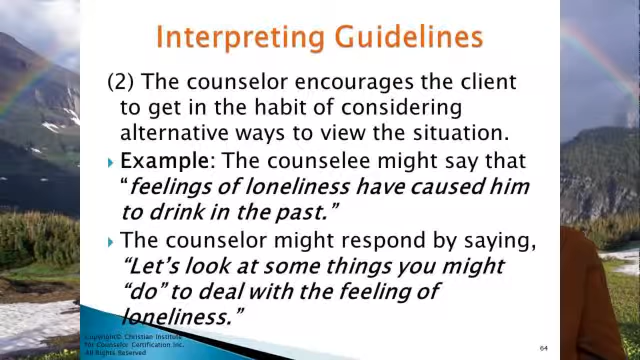 Interpreting Guidelines
(2) The counselor encourages the client
to get in the habit of considering
alternative ways to view the situation.
Example: The counselee might say that
“feelings of loneliness have caused him
to drink in the past.”
The counselor might respond by saying,
“Let’s look at some things you might
“do” to deal with the feeling of
loneliness.”
Copyright© Christian Institute
for Counselor Certification Inc.
All Rights Reserved
64